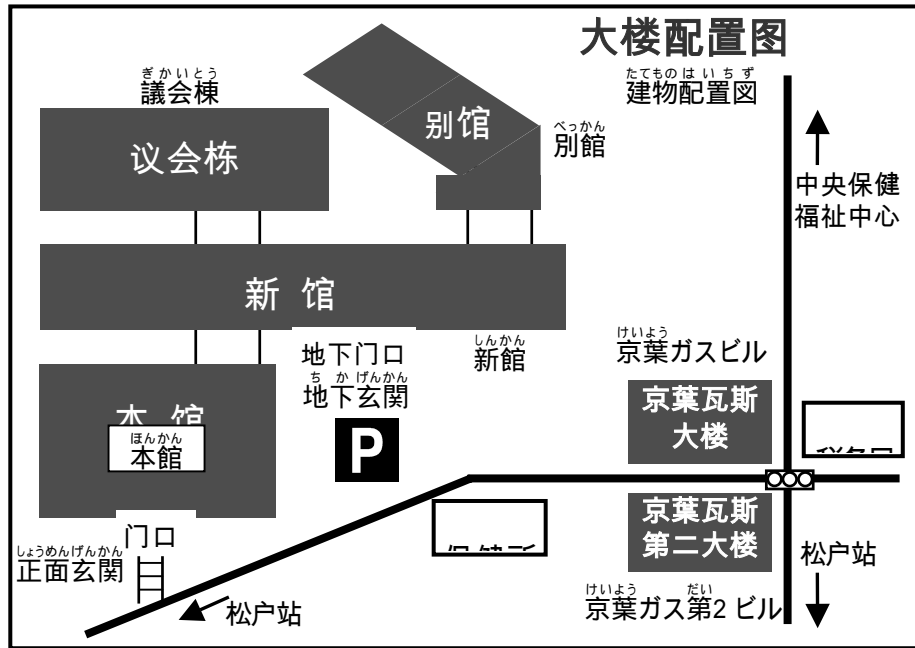 大楼配置图
たてものはいちず
建物配置図
ぎかいとう
議会棟
议会栋
别馆
べっかん
別館
中央保健
福祉中心
新 馆
地下门口
ちかげんかん
地下玄関
しんかん
新館
P
本 馆
ほんかん
本館
けいよう
京葉ガスビル
京葉瓦斯
大楼
京葉瓦斯
第二大楼
けいよう だい
京葉ガス第2 ビル
门口
しょうめんげんかん
正面玄関
松户站
松户站